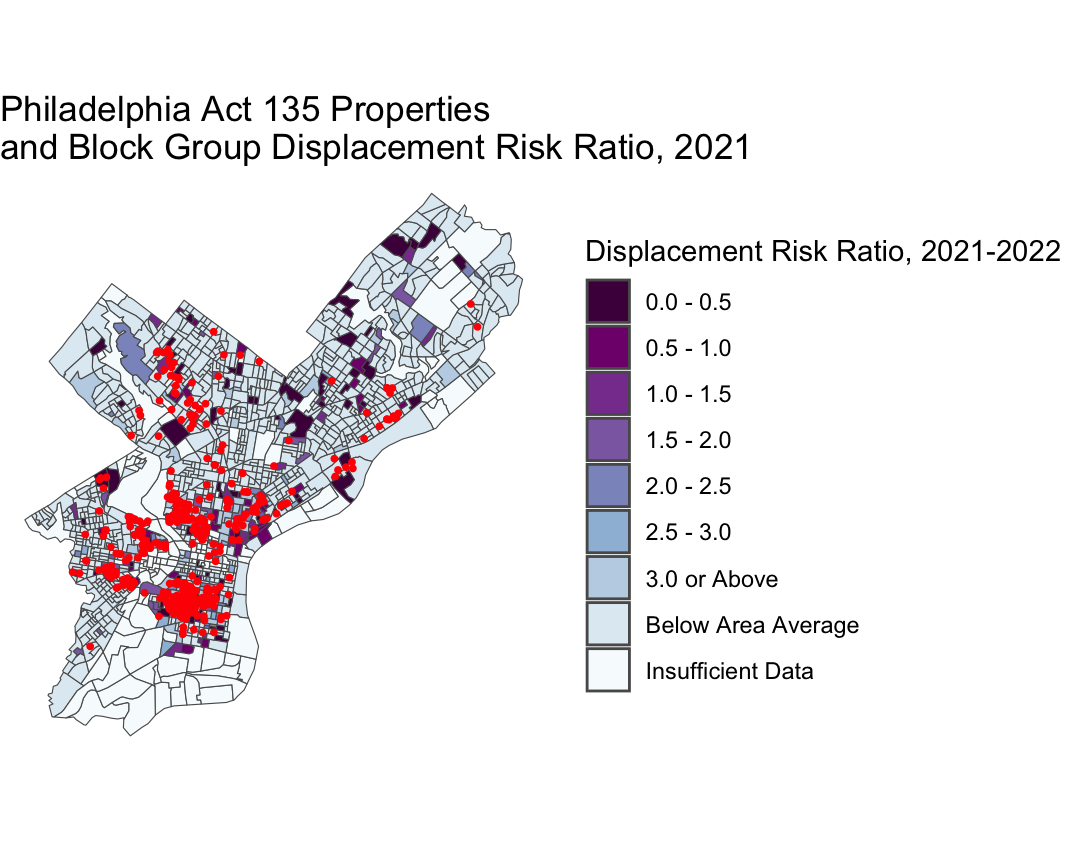 Philadelphia Act 135 Properties
and Block Group Displacement Risk Ratio, 2021
Displacement Risk Ratio, 2021-2022
0.0 - 0.5
0.5 - 1.0
1.0 - 1.5
1.5 - 2.0
2.0 - 2.5
2.5 - 3.0
3.0 or Above
Below Area Average
Insufficient Data